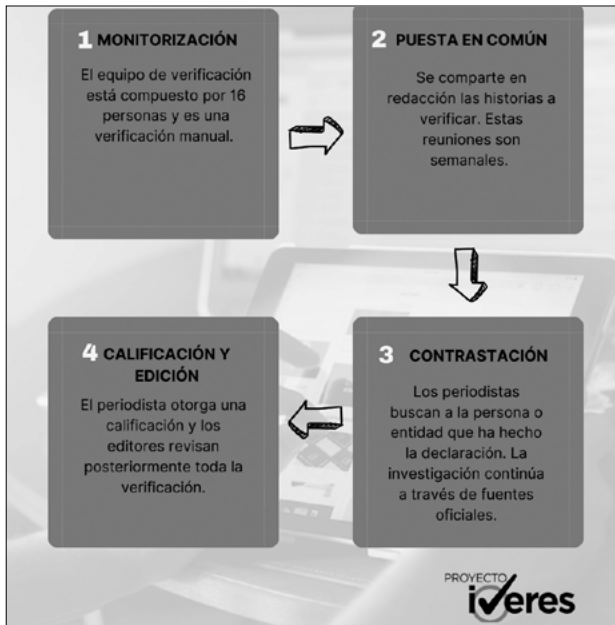 1 MONITORIZACIÓN
El equipo de verificación
está compuesto por 16
personas y es una
verificación manual.
2 PUESTA EN COMÚN
Se comparte en
redacción las historias a
verificar. Estas
reuniones son
semanales.
3 CONTRASTACIÓN
Los periodistas
buscan a la persona o
entidad que ha hecho
la declaración. La
investigación continúa
a través de fuentes
oficiales.
4 CALIFICACIÓN Y
EDICIÓN
El periodista otorga una
calificación y los
editores revisan
posteriormente toda la
verificación.
PROYECTO
iVeres